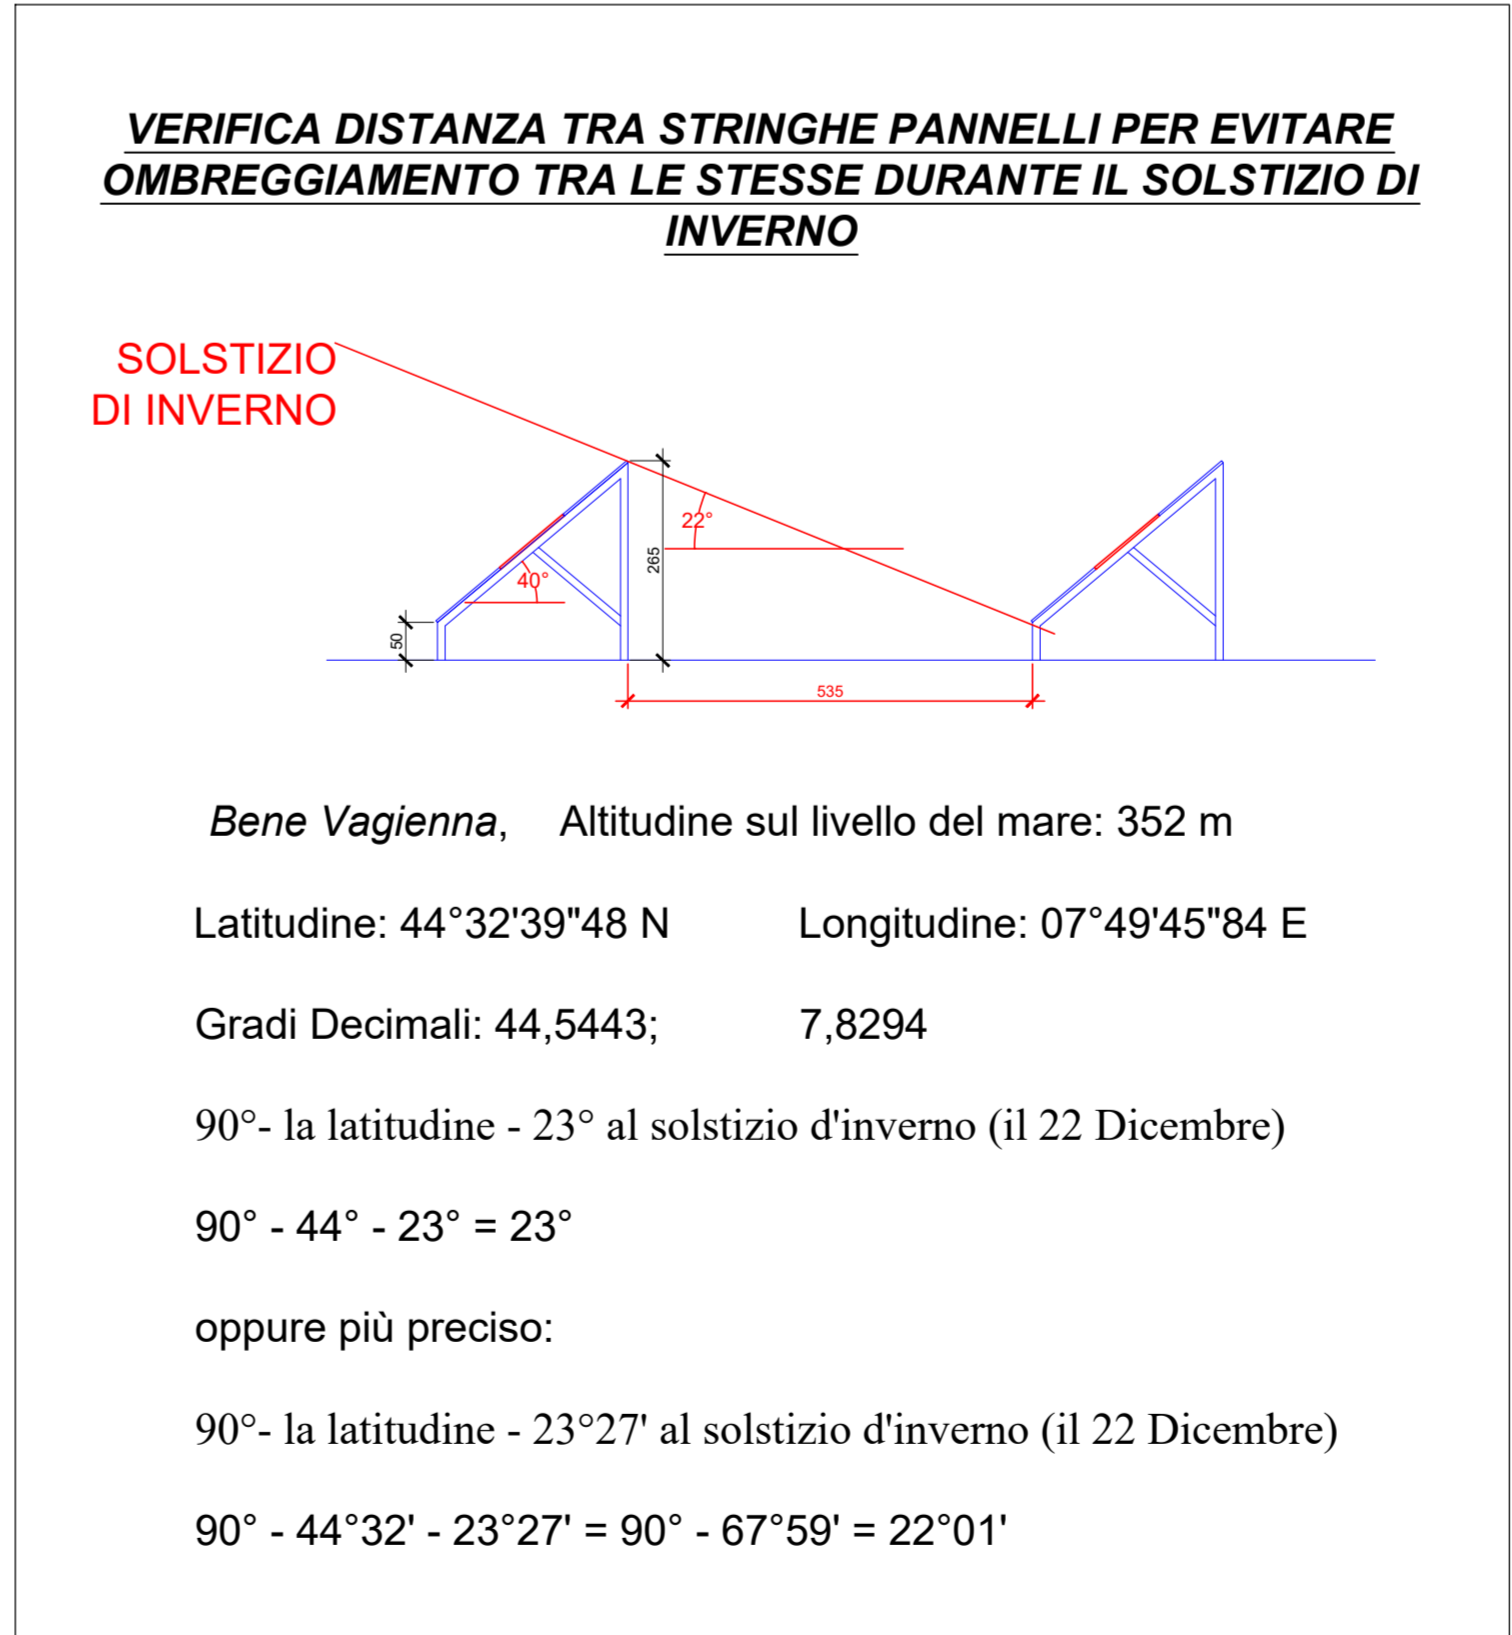 VERIFICA DISTANZA TRA STRINGHE PANNELLI PER EVITARE
OMBREGGIAMENTO TRA LE STESSE DURANTE IL SOLSTIZIO DI
INVERNO
SOLSTIZIO
DI INVERNO
22°
265
40°
50
535
Bene Vagienna, Altitudine sul livello del mare: 352 m
Latitudine: 44°32'39"48 N Longitudine: 07°49'45"84 E
Gradi Decimali: 44,5443; 7,8294
90°- la latitudine - 23° al solstizio d'inverno (il 22 Dicembre)
90° - 44° - 23° = 23°
oppure più preciso:
90°- la latitudine - 23°27' al solstizio d'inverno (il 22 Dicembre)
90° - 44°32' - 23°27' = 90° - 67°59' = 22°01'